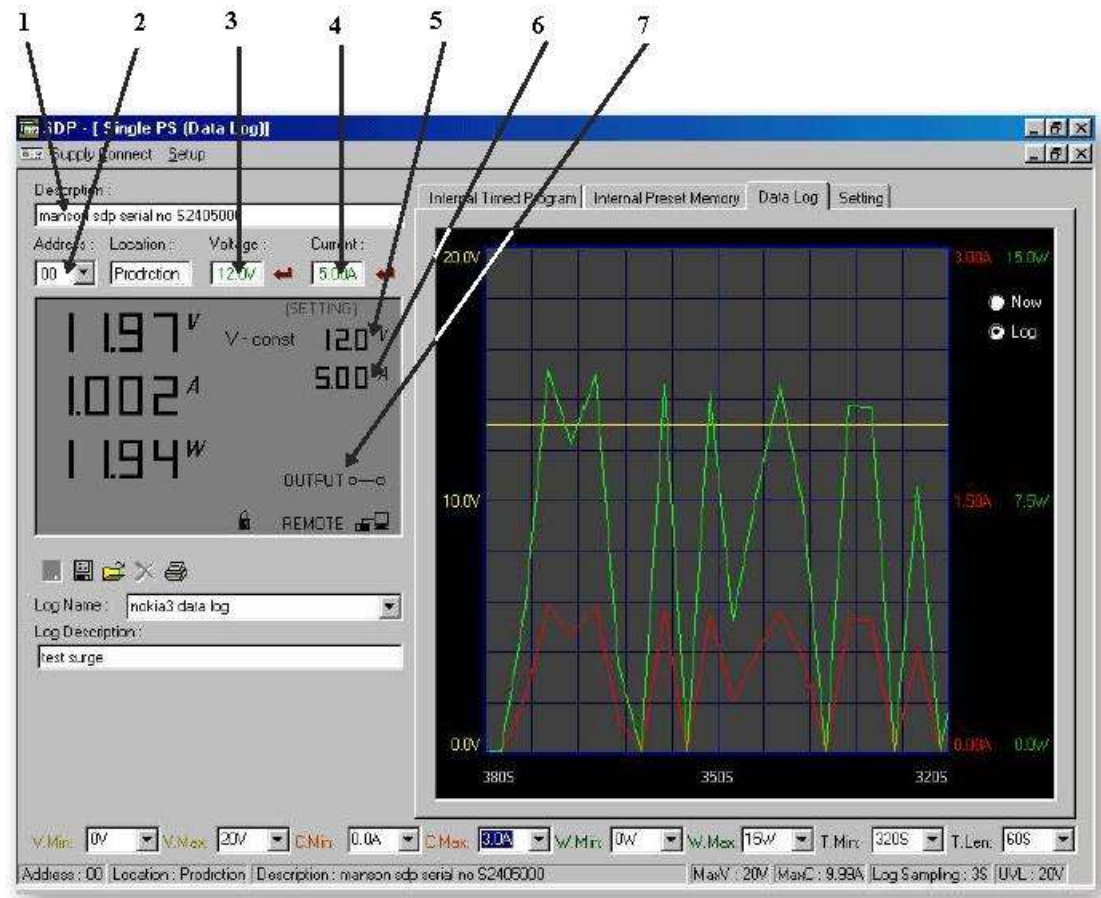 1 2 3 4 5 6 7
SDP - [ Single PS (Data Log)]
Supply Connect Setup
Description :
manson sdp serial no S2405000
Address : Location : Voltage : Current :
00 Prodrction 12.0V 5.00A
(SETTING)
11.97 V V-const 12.0 V
1.002 A 5.00 A
11.94 W
OUTPUT
REMOTE
Log Name : nokia3 data log
Log Description :
test surge
Internal Timed Program Internal Preset Memory Data Log Setting
20.0V 3.00A 15.0W
Now
Log
10.0V 1.50A 7.5W
0.0V 0.00A 0.0W
380S 350S 320S
V.Min: 0V V.Max: 20V C.Min: 0.0A C.Max: 3.0A W.Min: 0W W.Max: 15W T.Min: 320S T.Len: 60S
Address : 00 Location : Prodrction Description : manson sdp serial no S2405000 MaxV : 20V MaxC : 9.99A Log Sampling : 3S UVL : 20V